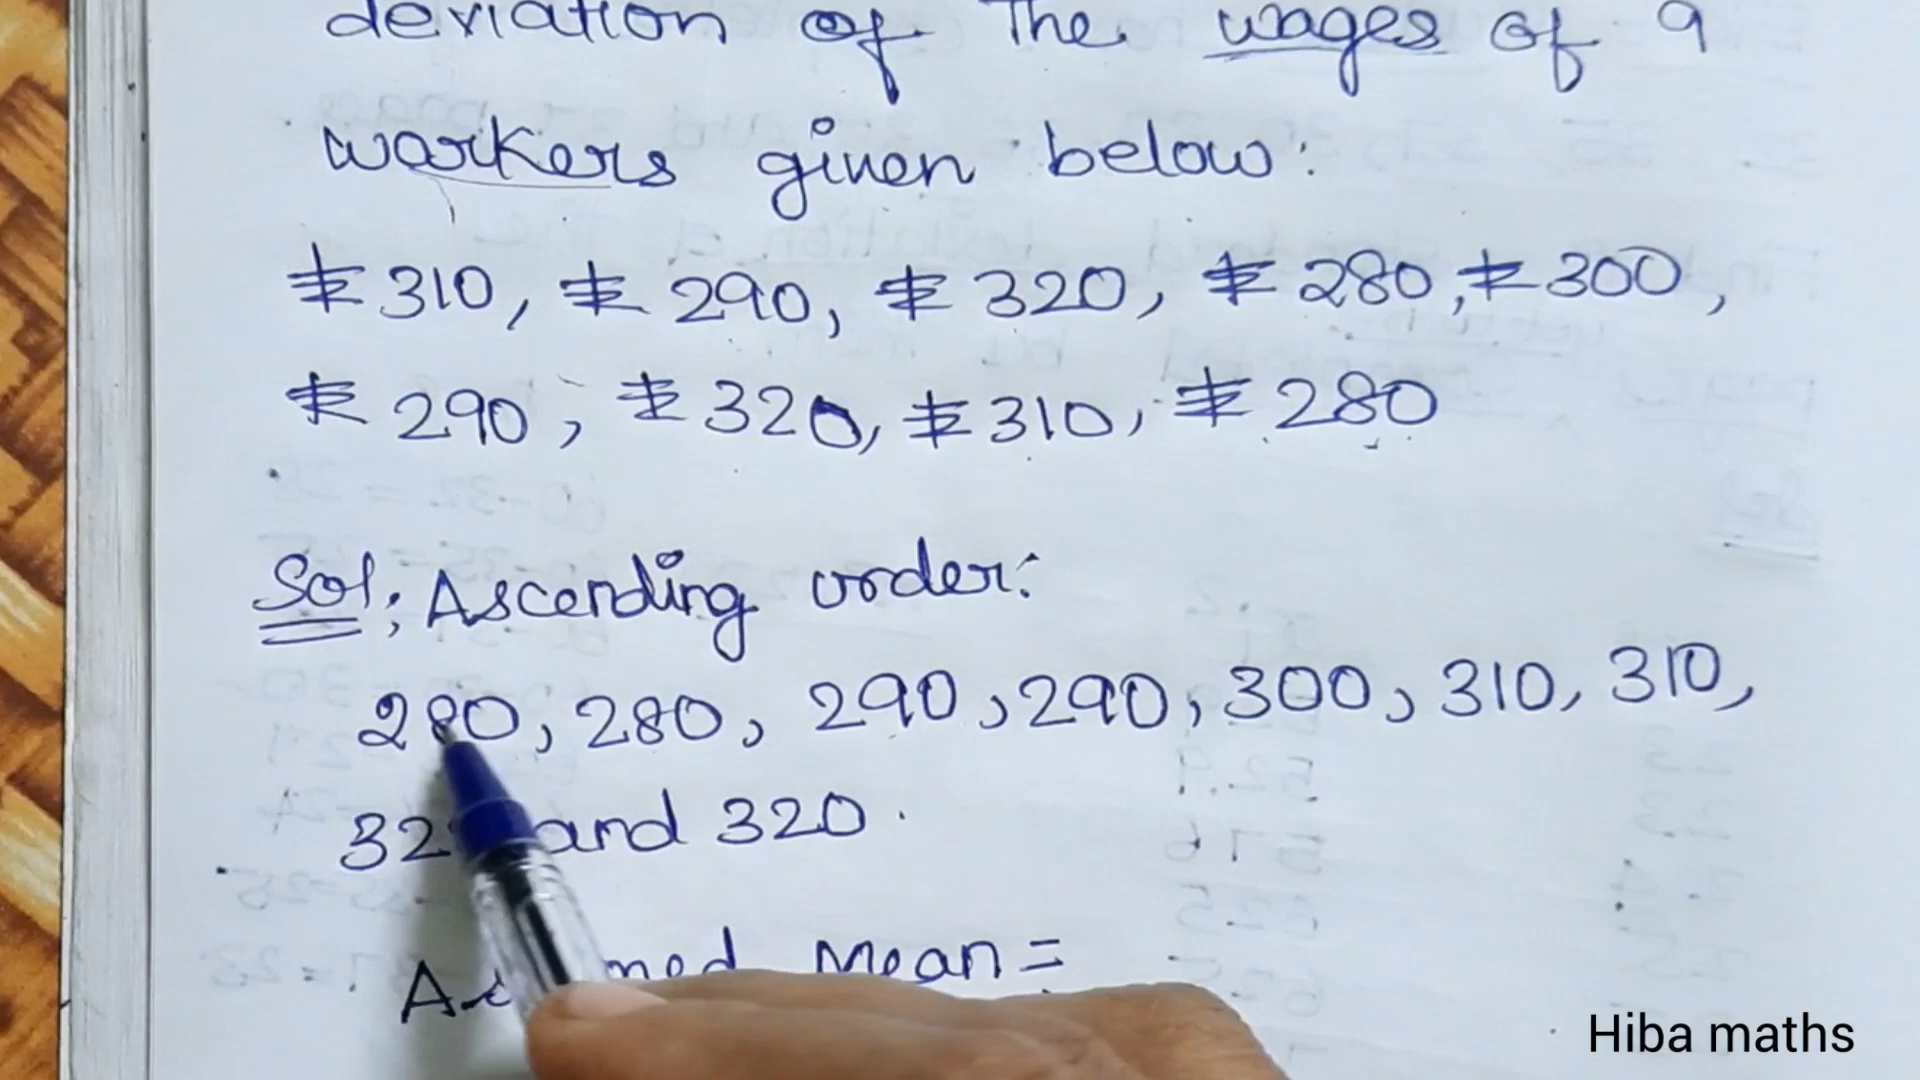 deviation of the wages of 9
workers given below:
₹310, ₹290, ₹320, ₹280, ₹300,
₹290, ₹320, ₹310, ₹280
Sol: Ascending order:
280, 280, 290, 290, 300, 310, 310,
and 320.
Mean =
Hiba maths